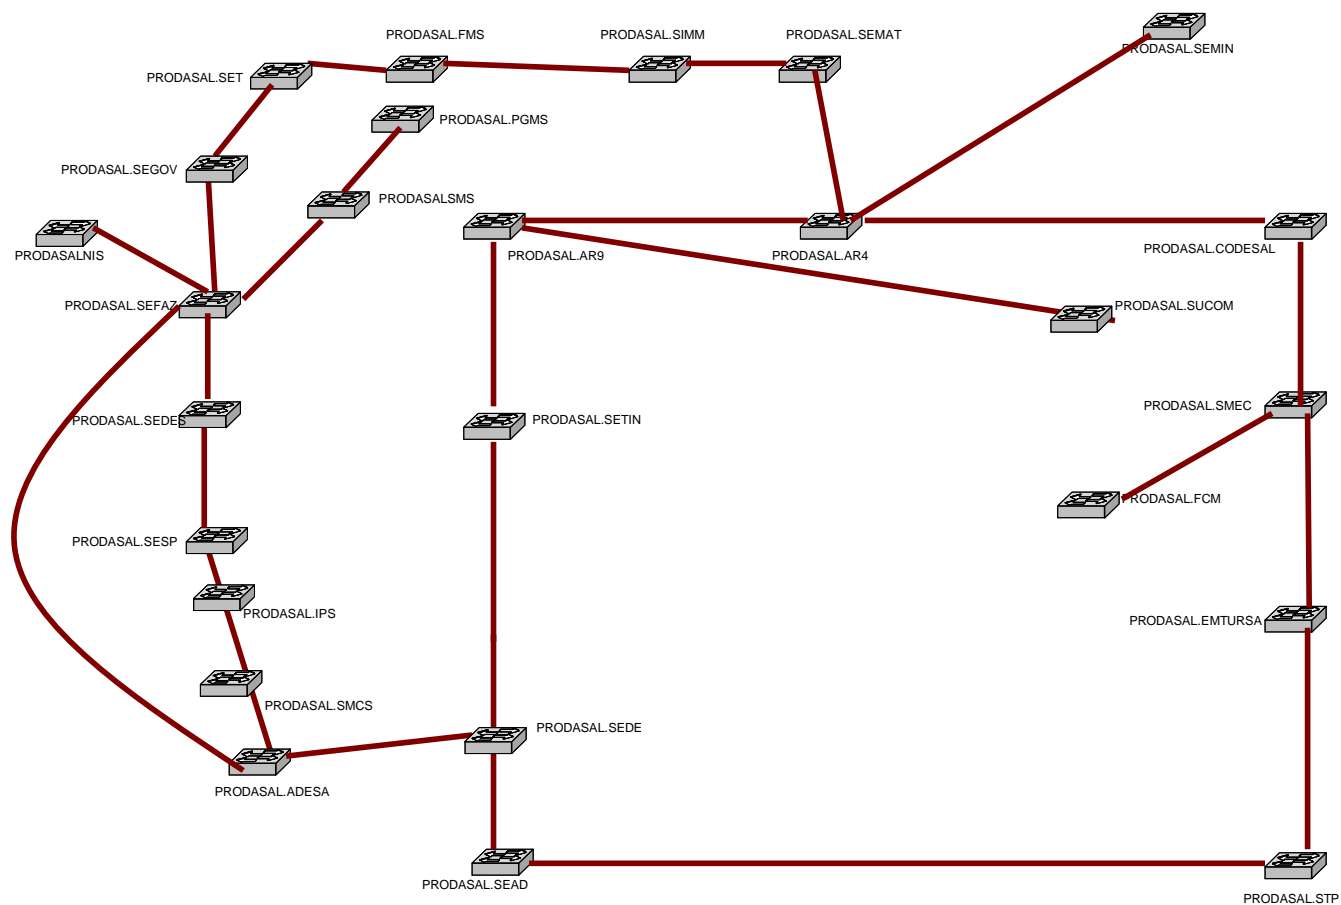 PRODASAL.FMS
PRODASAL.SIMM
PRODASAL.SEMAT
PRODASAL.SEMIN
PRODASAL.SET
PRODASAL.PGMS
PRODASAL.SEGOV
PRODASALSMS
PRODASALNIS
PRODASAL.AR9
PRODASAL.AR4
PRODASAL.CODESAL
PRODASAL.SEFAZ
PRODASAL.SUCOM
PRODASAL.SEDES
PRODASAL.SETIN
PRODASAL.SMEC
PRODASAL.FCM
PRODASAL.SESP
PRODASAL.IPS
PRODASAL.EMTURSA
PRODASAL.SMCS
PRODASAL.SEDE
PRODASAL.ADESA
PRODASAL.SEAD
PRODASAL.STP